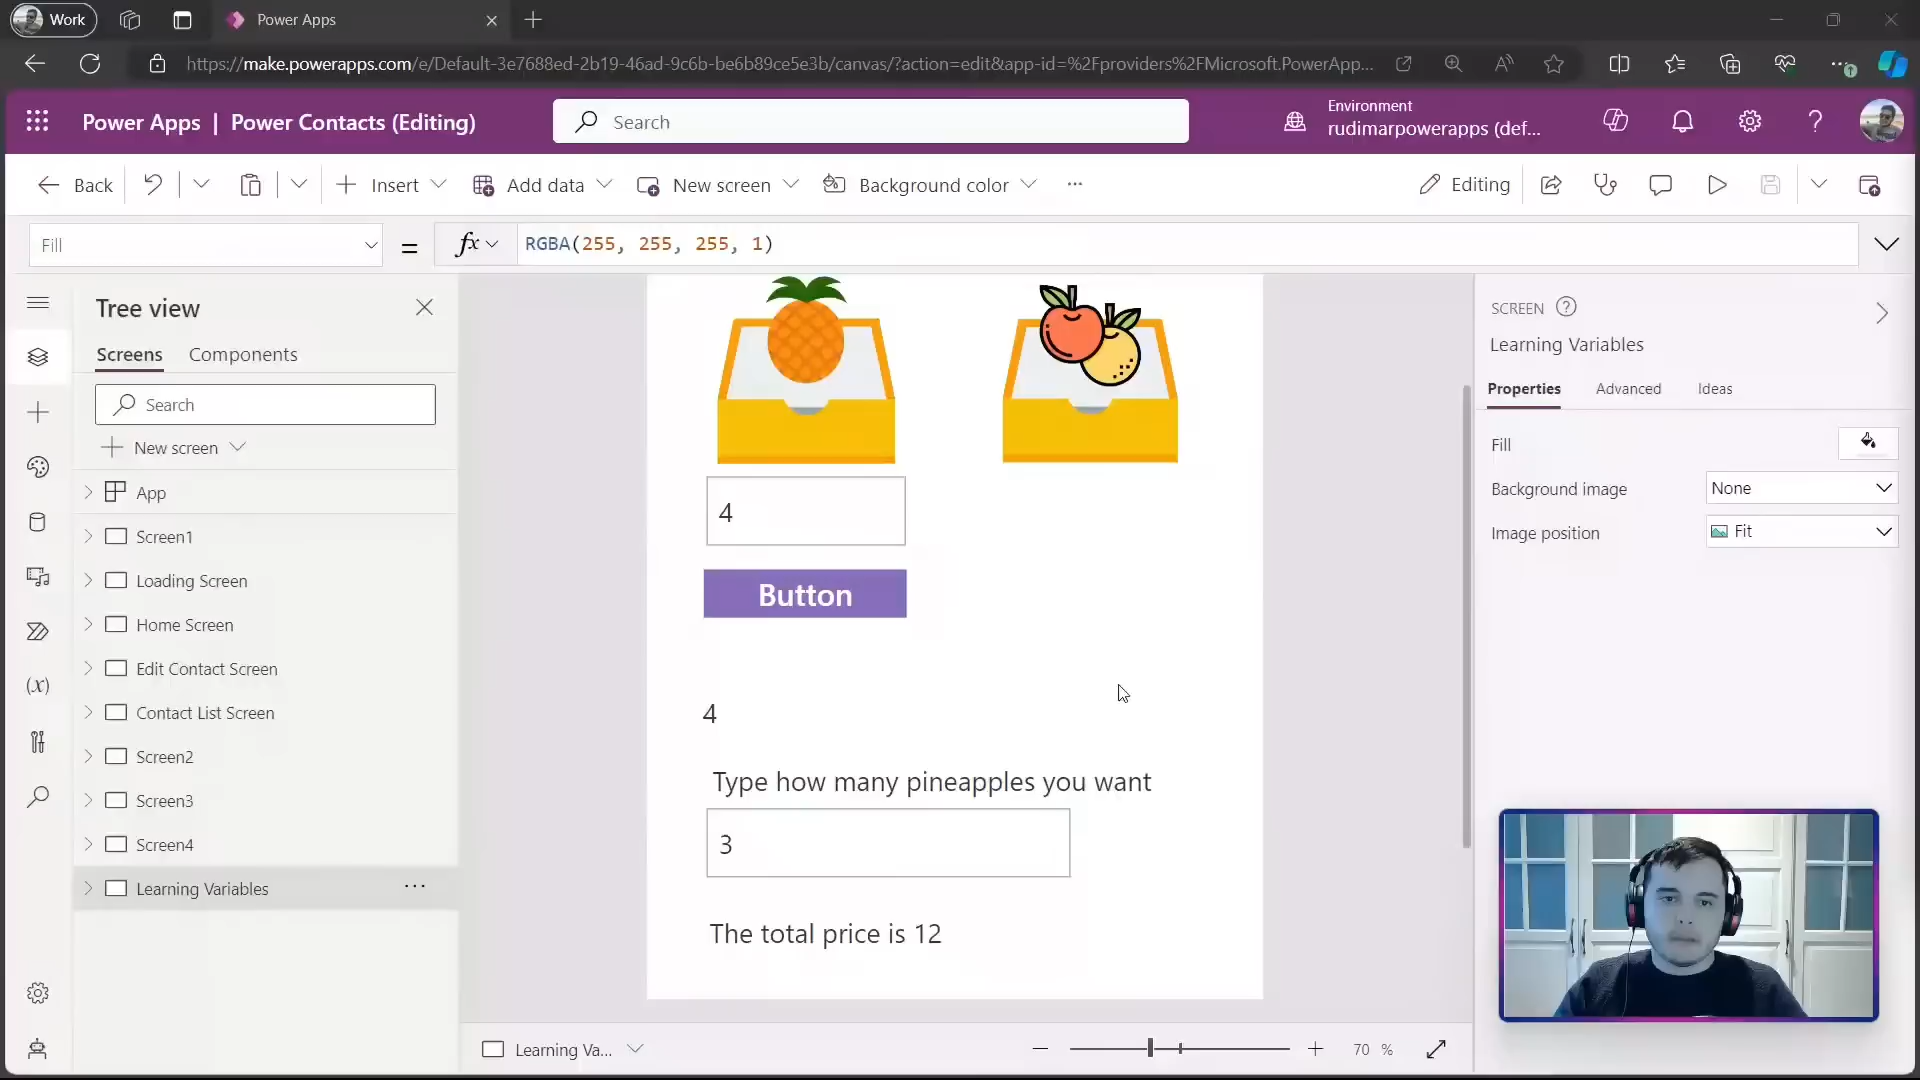 Work
Power Apps
https://make.powerapps.com/e/Default-3e7688ed-2b19-46ad-9c6b-be6b89ce5e3b/canvas/?action=edit&app-id=%2Fproviders%2FMicrosoft.PowerApp...
Power Apps | Power Contacts (Editing)
Search
Environment
rudimarpowerapps (def...
Back
Insert
Add data
New screen
Background color
...
Editing
Fill
=
fx
RGBA(255, 255, 255, 1)
Tree view
Screens
Components
Search
New screen
App
Screen1
Loading Screen
Home Screen
Edit Contact Screen
Contact List Screen
Screen2
Screen3
Screen4
Learning Variables
...
(x)
4
Button
4
Type how many pineapples you want
3
The total price is 12
SCREEN
Learning Variables
Properties
Advanced
Ideas
Fill
Background image
None
Image position
Fit
Learning Va...
70 %